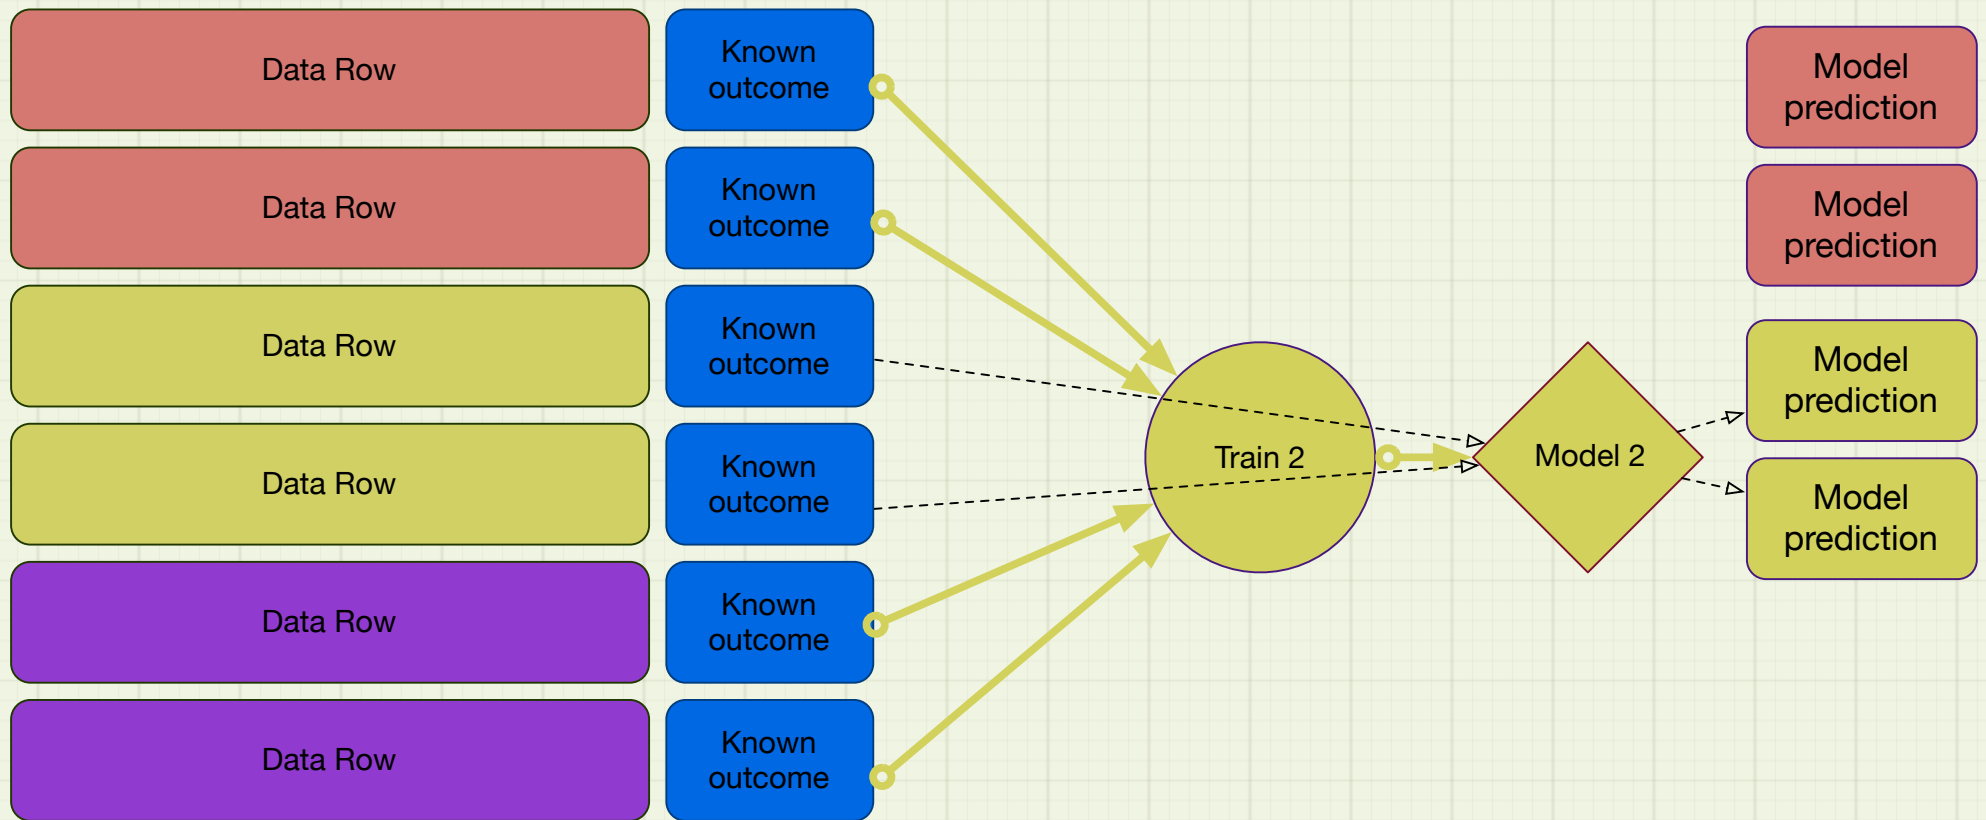 Data Row
Known
outcome
Model
prediction
Data Row
Known
outcome
Model
prediction
Data Row
Known
outcome
Model
prediction
Data Row
Known
outcome
Train 2
Model 2
Model
prediction
Data Row
Known
outcome
Data Row
Known
outcome